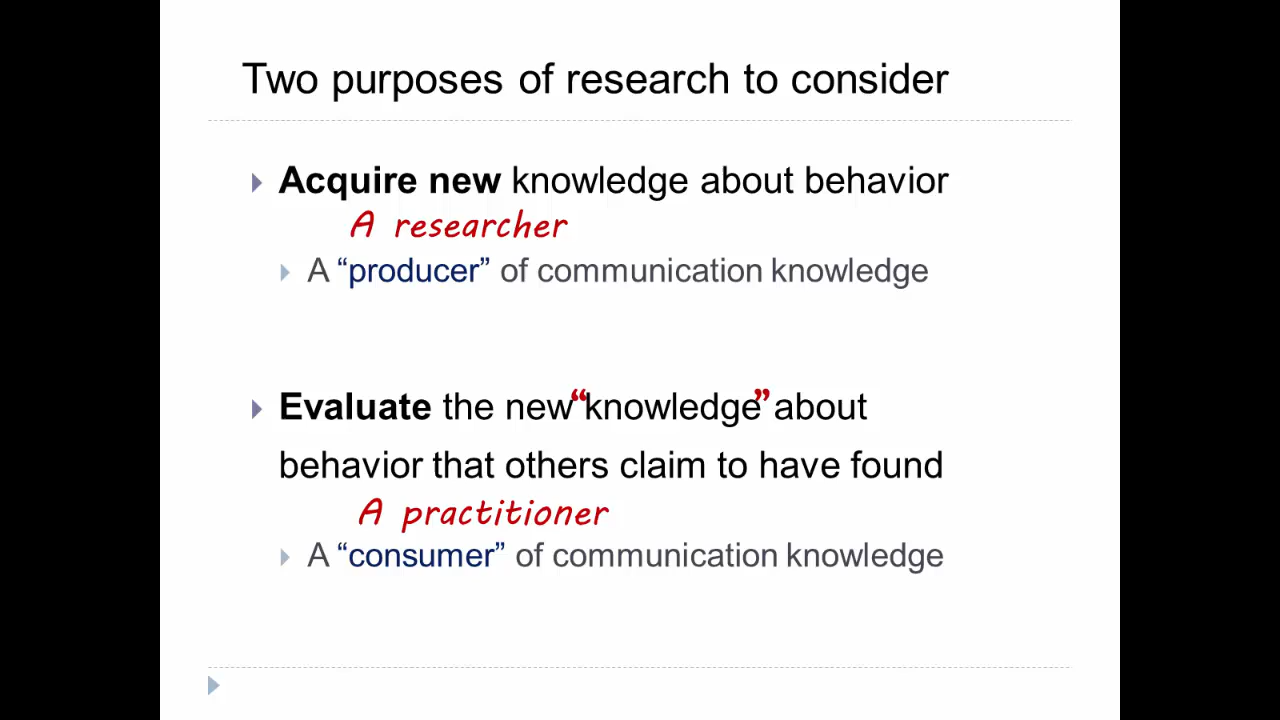 Two purposes of research to consider
Acquire new knowledge about behavior
A researcher
A “producer” of communication knowledge
Evaluate the new “knowledge” about
behavior that others claim to have found
A practitioner
A “consumer” of communication knowledge